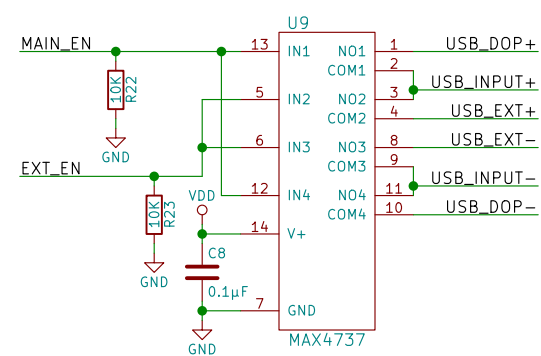 U9
MAIN_EN 13 IN1 NO1 1 USB_DOP+
COM1 2
10K R22 USB_INPUT+
5 IN2 NO2 3
COM2 4 USB_EXT+
GND
6 IN3 NO3 8 USB_EXT-
COM3 9
EXT_EN USB_INPUT-
12 IN4 NO4 11
VDD
10K R23 COM4 10 USB_DOP-
14 V+
C8
GND
0.1µF
7 GND
GND
MAX4737